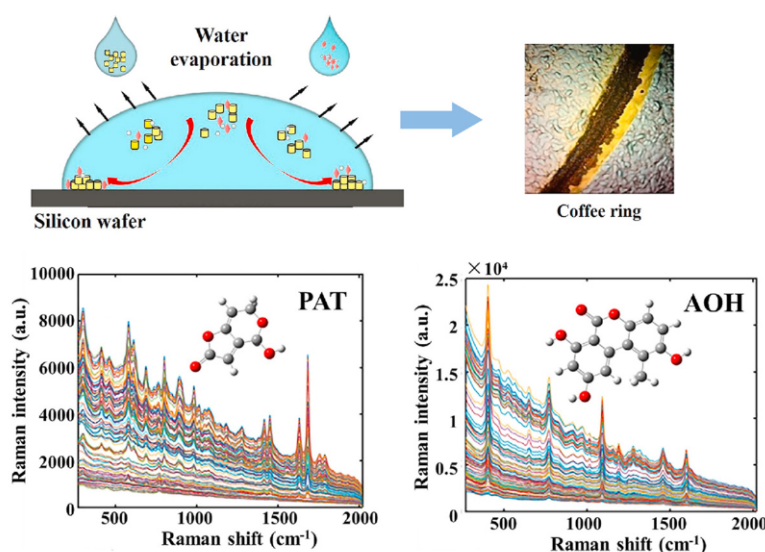 Water
evaporation
Silicon wafer
Coffee ring
PAT
Raman intensity (a.u.)
10000
8000
6000
4000
2000
0
500
1000
1500
2000
Raman shift (cm⁻¹)
AOH
Raman intensity (a.u.)
× 10⁴
2.5
2
1.5
1
0.5
0
500
1000
1500
2000
Raman shift (cm⁻¹)